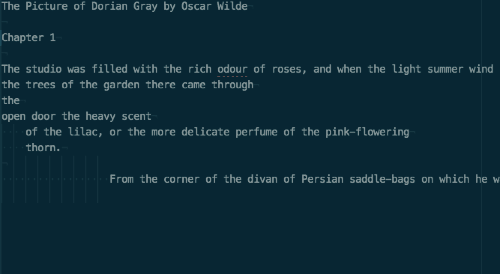 The Picture of Dorian Gray by Oscar Wilde
Chapter 1
The studio was filled with the rich odour of roses, and when the light summer wind
the trees of the garden there came through
the
open door the heavy scent
of the lilac, or the more delicate perfume of the pink-flowering
thorn.
From the corner of the divan of Persian saddle-bags on which he w